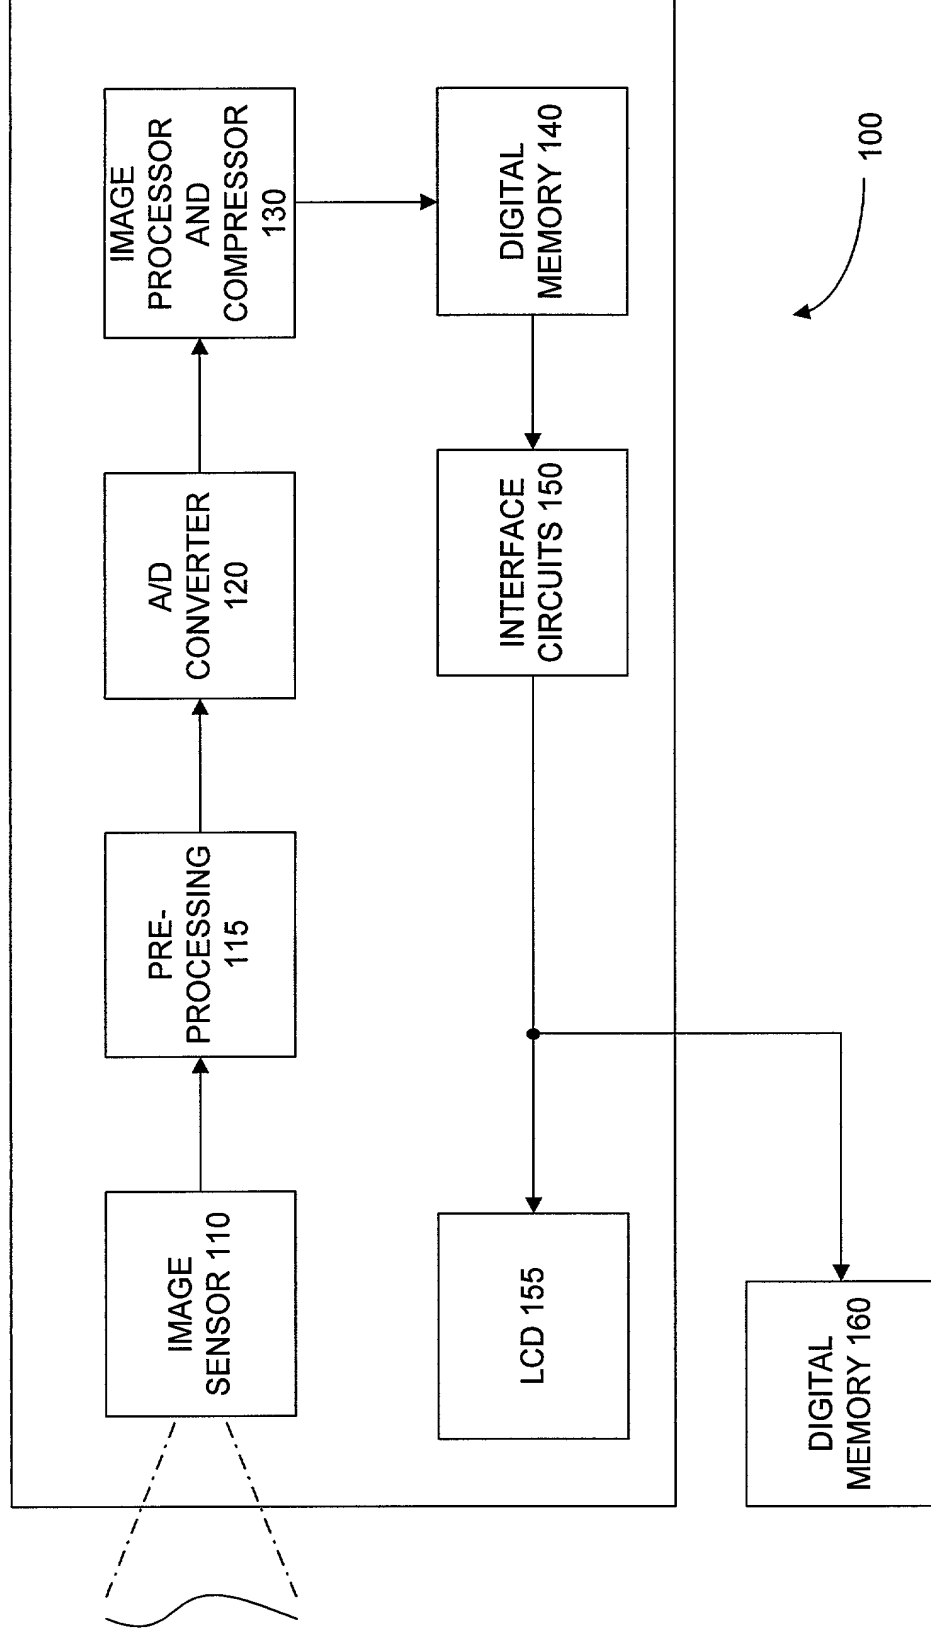 IMAGE
SENSOR 110
PRE-
PROCESSING
115
A/D
CONVERTER
120
IMAGE
PROCESSOR
AND
COMPRESSOR
130
LCD 155
INTERFACE
CIRCUITS 150
DIGITAL
MEMORY 140
DIGITAL
MEMORY 160
100